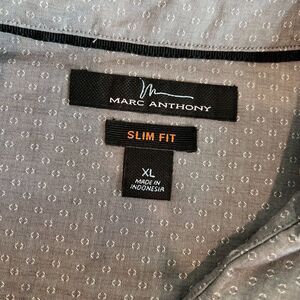 MARC ANTHONY
SLIM FIT
XL
MADE IN
INDONESIA